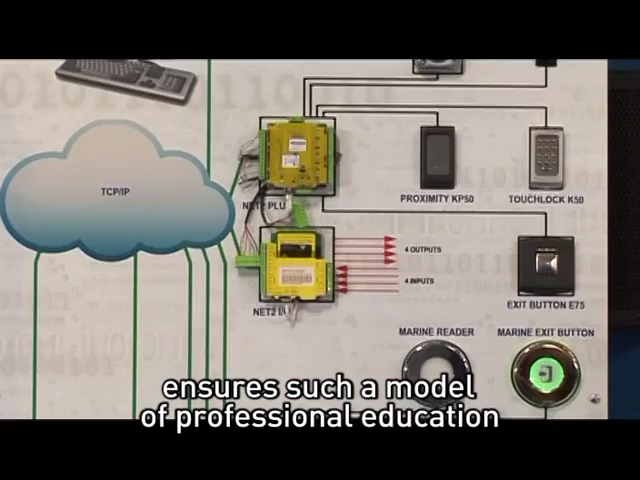 TCP/IP
NET2 PLU
PROXIMITY KP50
TOUCHLOCK K50
4 OUTPUTS
4 INPUTS
EXIT BUTTON E75
NET2 I
MARINE READER
MARINE EXIT BUTTON
ensures such a model
of professional education